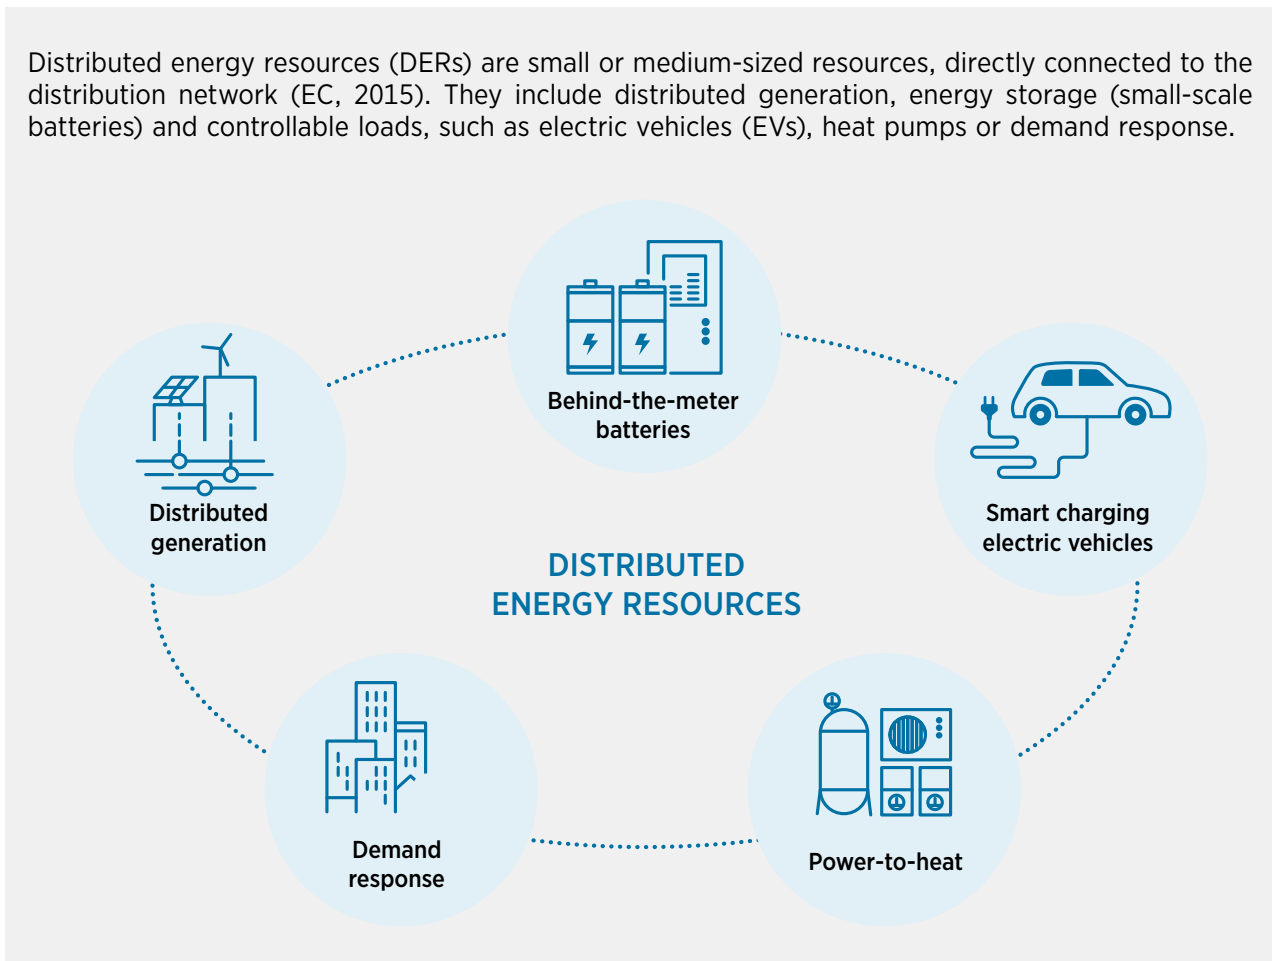 Distributed energy resources (DERs) are small or medium-sized resources, directly connected to the
distribution network (EC, 2015). They include distributed generation, energy storage (small-scale
batteries) and controllable loads, such as electric vehicles (EVs), heat pumps or demand response.
Behind-the-meter
batteries
Distributed
generation
Smart charging
electric vehicles
DISTRIBUTED
ENERGY RESOURCES
Demand
response
Power-to-heat